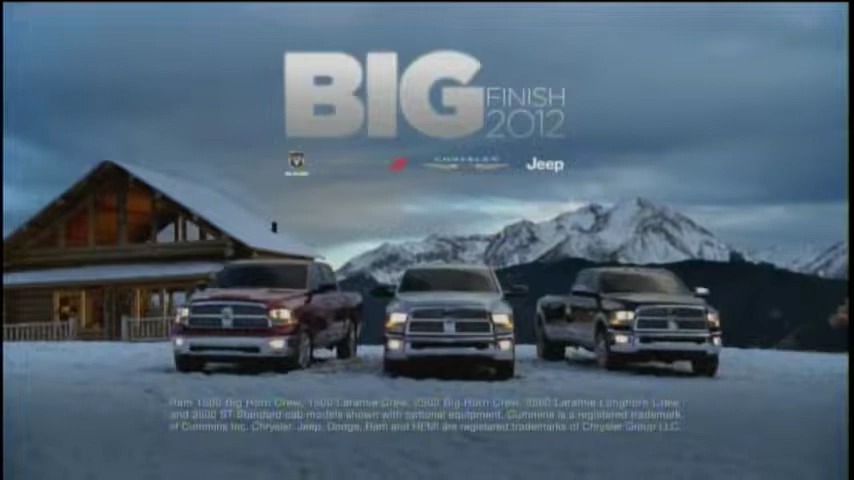 BIG
FINISH
2012
RAM
CHRYSLER
Jeep
Ram 1500 Big Horn Crew, 1500 Laramie Crew, 2500 Big Horn Crew, 3500 Laramie Longhorn Crew
and 3500 ST Standard cab models shown with optional equipment. Cummins is a registered trademark
of Cummins Inc. Chrysler, Jeep, Dodge, Ram and HEMI are registered trademarks of Chrysler Group LLC.